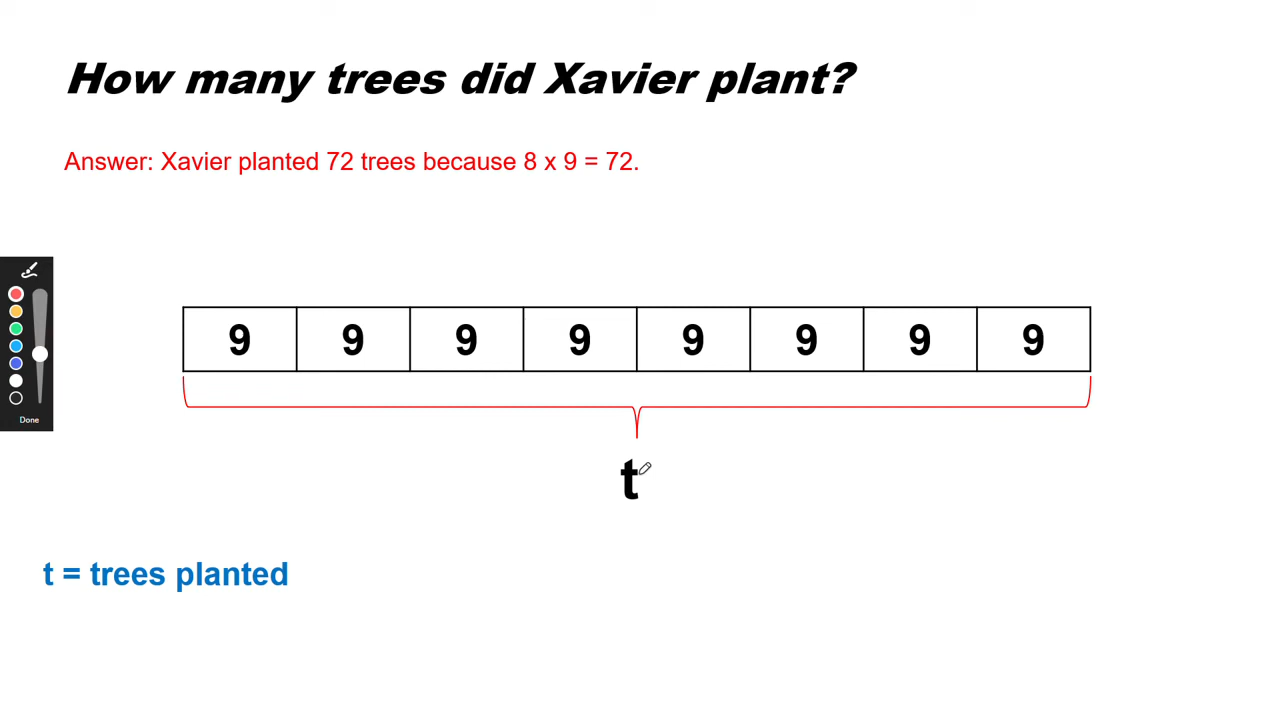 How many trees did Xavier plant?
Answer: Xavier planted 72 trees because 8 x 9 = 72.
9 9 9 9 9 9 9 9
Done
t
t = trees planted